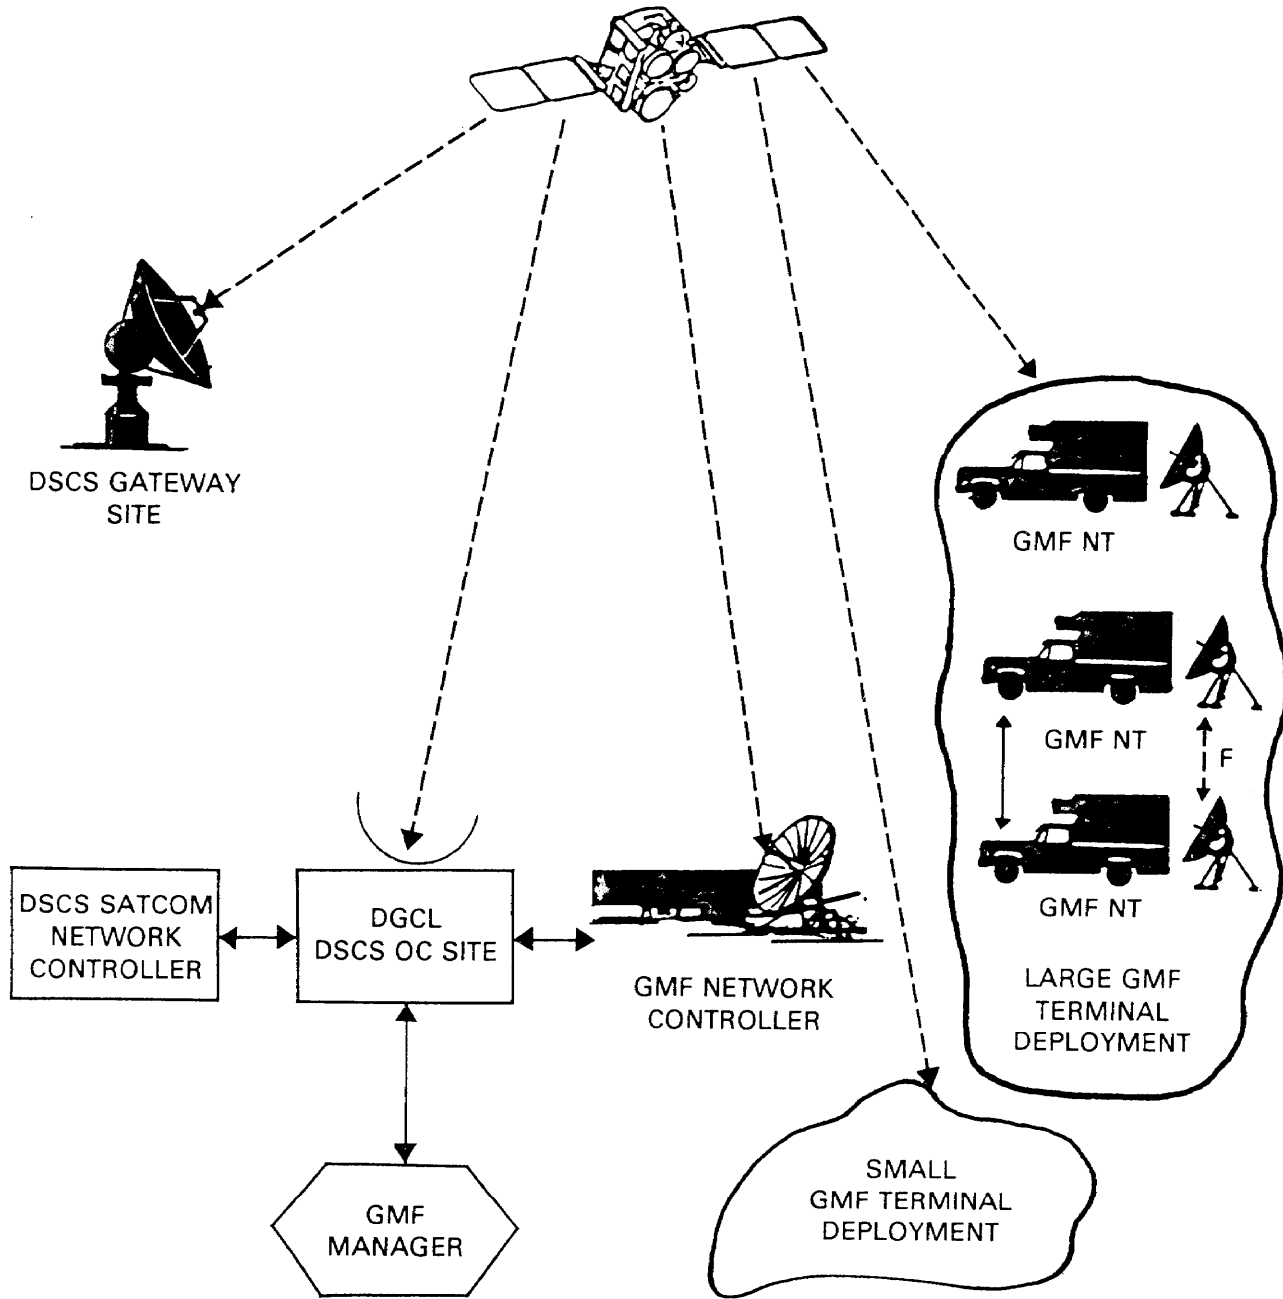 DSCS GATEWAY
SITE
GMF NT
GMF NT
F
GMF NT
LARGE GMF
TERMINAL
DEPLOYMENT
DSCS SATCOM
NETWORK
CONTROLLER
DGCL
DSCS OC SITE
GMF NETWORK
CONTROLLER
GMF
MANAGER
SMALL
GMF TERMINAL
DEPLOYMENT